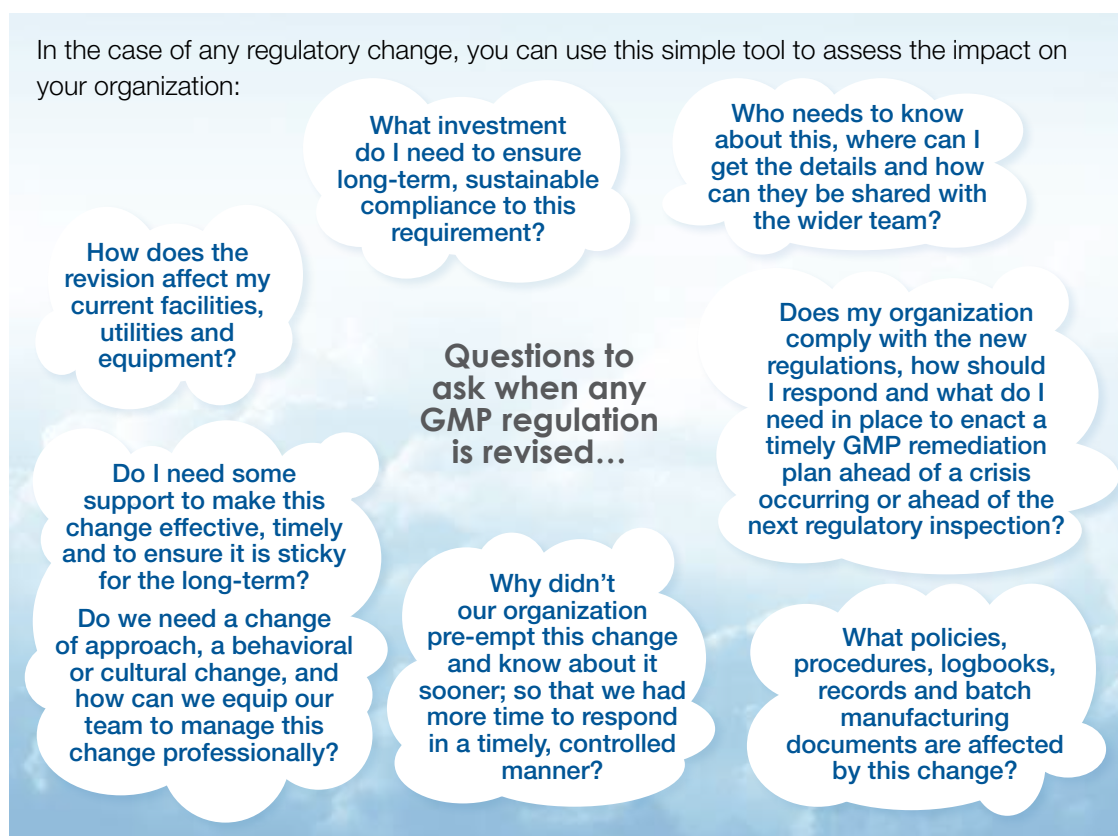 In the case of any regulatory change, you can use this simple tool to assess the impact on
your organization:
What investment
do I need to ensure
long-term, sustainable
compliance to this
requirement?
Who needs to know
about this, where can I
get the details and how
can they be shared with
the wider team?
How does the
revision affect my
current facilities,
utilities and
equipment?
Questions to
ask when any
GMP regulation
is revised…
Does my organization
comply with the new
regulations, how should
I respond and what do I
need in place to enact a
timely GMP remediation
plan ahead of a crisis
occurring or ahead of the
next regulatory inspection?
Do I need some
support to make this
change effective, timely
and to ensure it is sticky
for the long-term?
Do we need a change
of approach, a behavioral
or cultural change, and
how can we equip our
team to manage this
change professionally?
Why didn’t
our organization
pre-empt this change
and know about it
sooner; so that we had
more time to respond
in a timely, controlled
manner?
What policies,
procedures, logbooks,
records and batch
manufacturing
documents are affected
by this change?